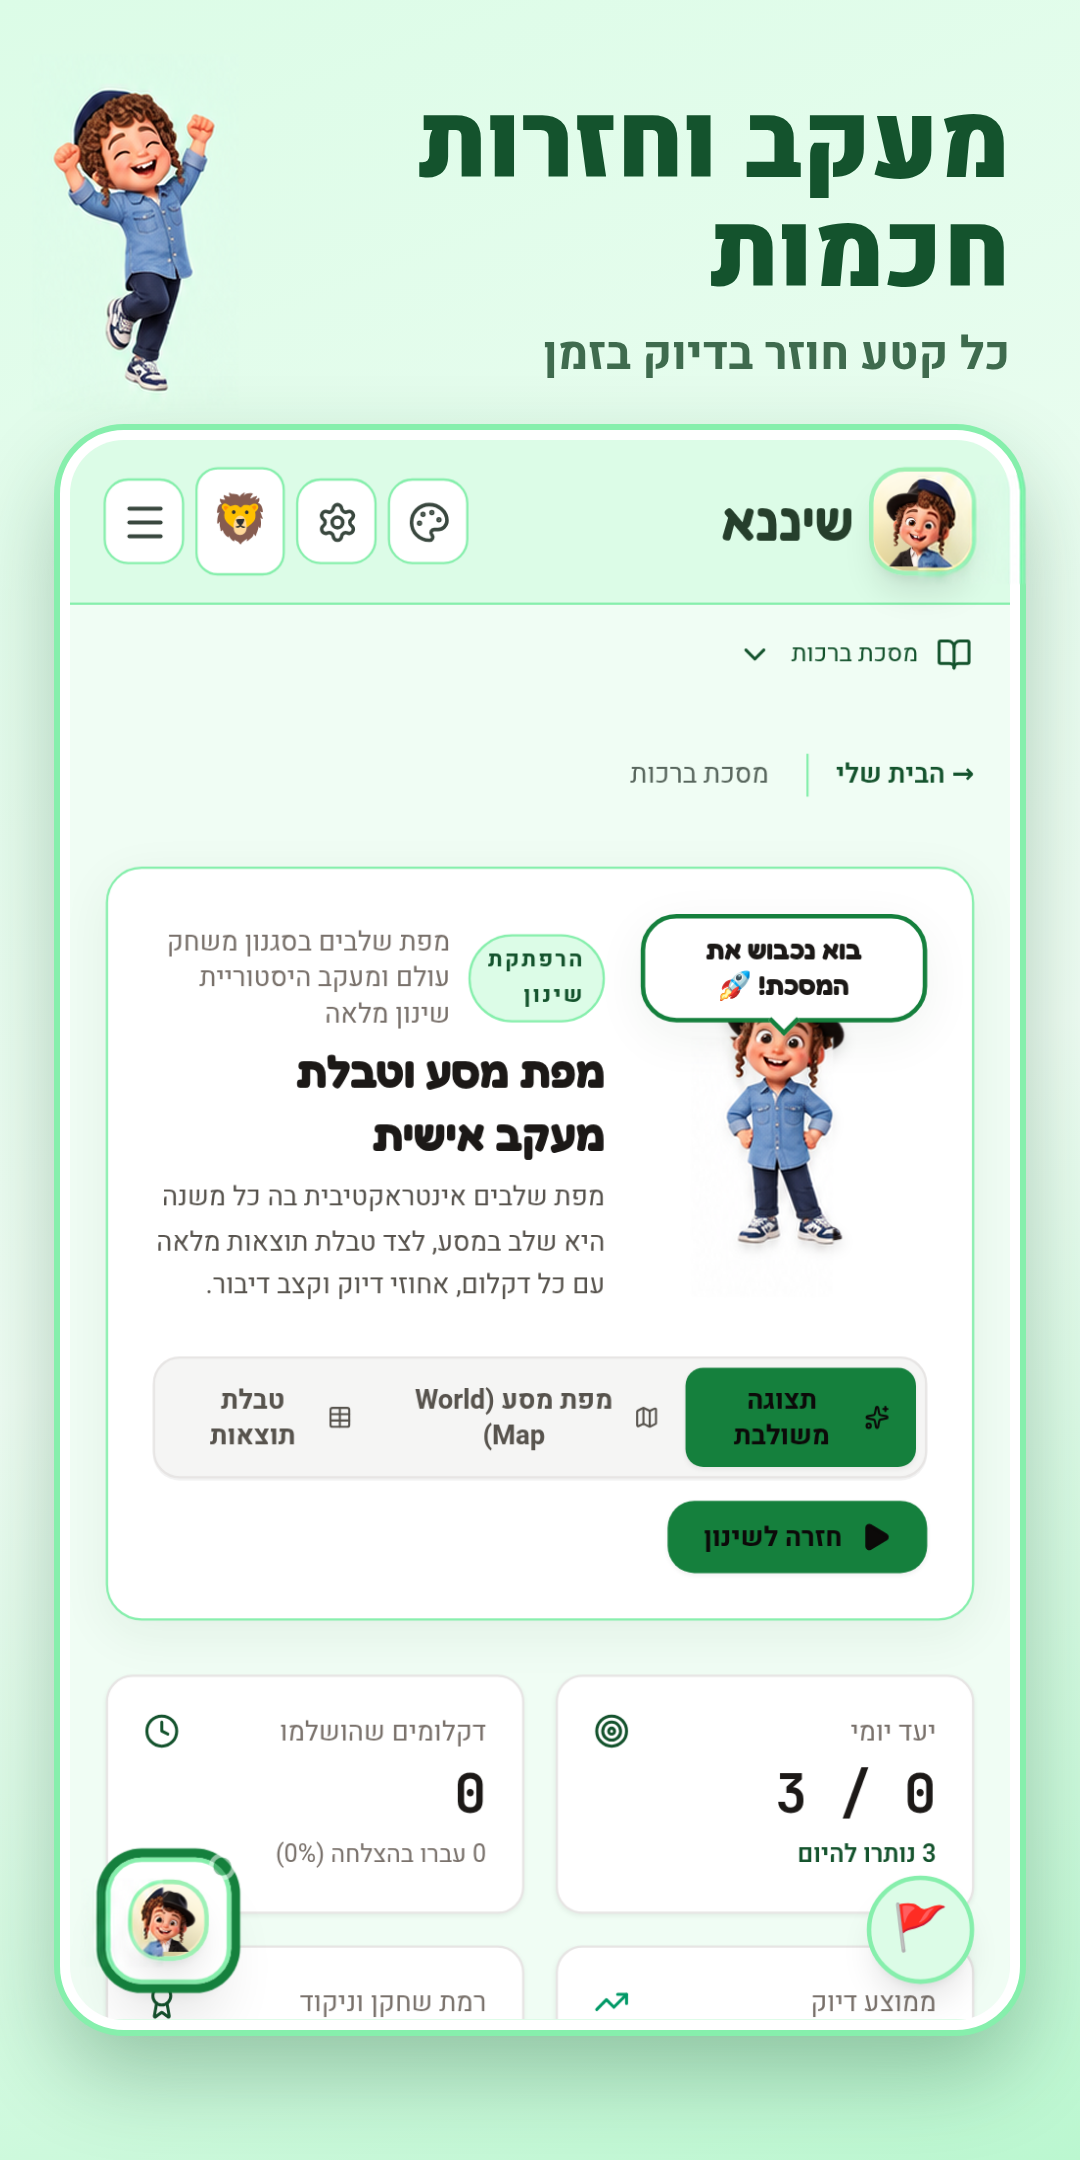 מעקב וחזרות
חכמות
כל קטע חוזר בדיוק בזמן
שיננא
מסכת ברכות
→ הבית שלי
מסכת ברכות
בוא נכבוש את
המסכת! 🚀
הרפתקת
שינון
מפת שלבים בסגנון משחק
עולם ומעקב היסטוריית
שינון מלאה
מפת מסע וטבלת
מעקב אישית
מפת שלבים אינטראקטיבית בה כל משנה
היא שלב במסע, לצד טבלת תוצאות מלאה
עם כל דקלום, אחוזי דיוק וקצב דיבור.
תצוגה
משולבת
מפת מסע (World
Map)
טבלת
תוצאות
חזרה לשינון
יעד יומי
0 / 3
3 נותרו להיום
דקלומים שהושלמו
0
0 עברו בהצלחה (0%)
ממוצע דיוק
רמת שחקן וניקוד